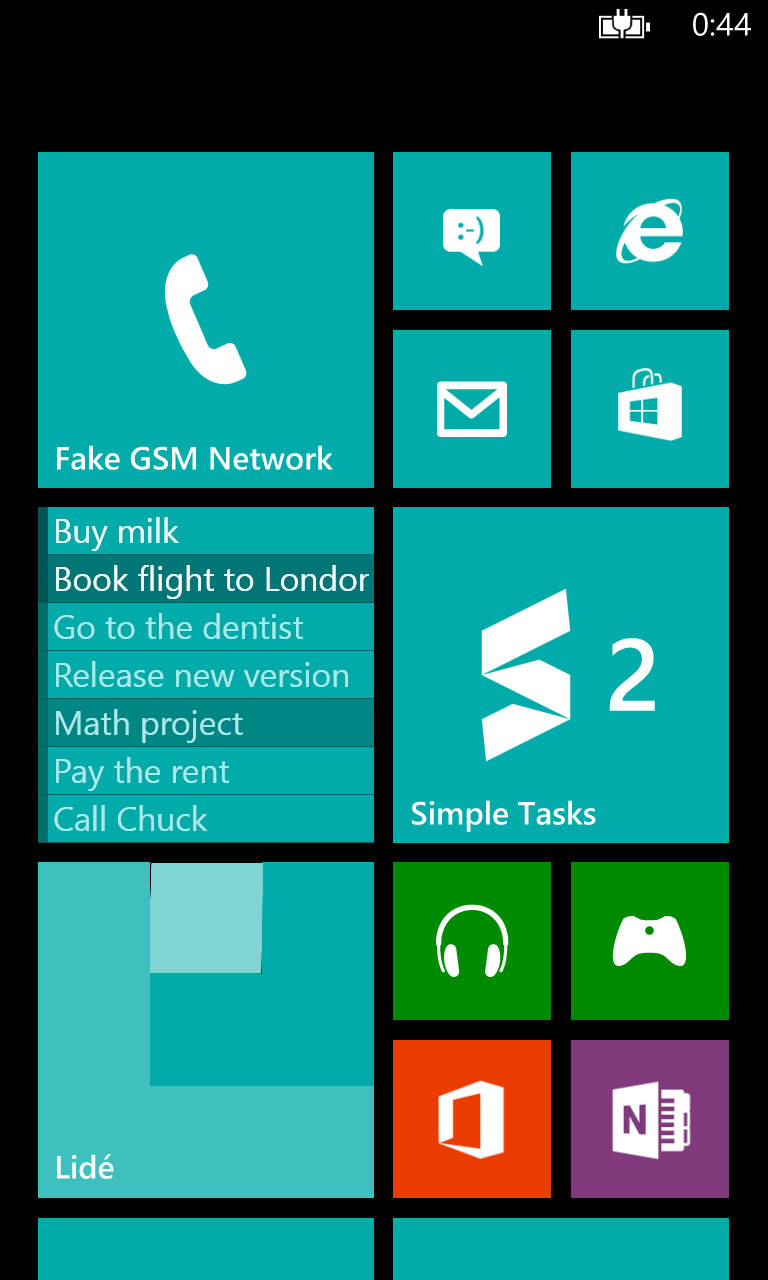 0:44
:-)
Fake GSM Network
Buy milk
Book flight to Londor
Go to the dentist
Release new version
Math project
Pay the rent
Call Chuck
2
Simple Tasks
Lidé
N